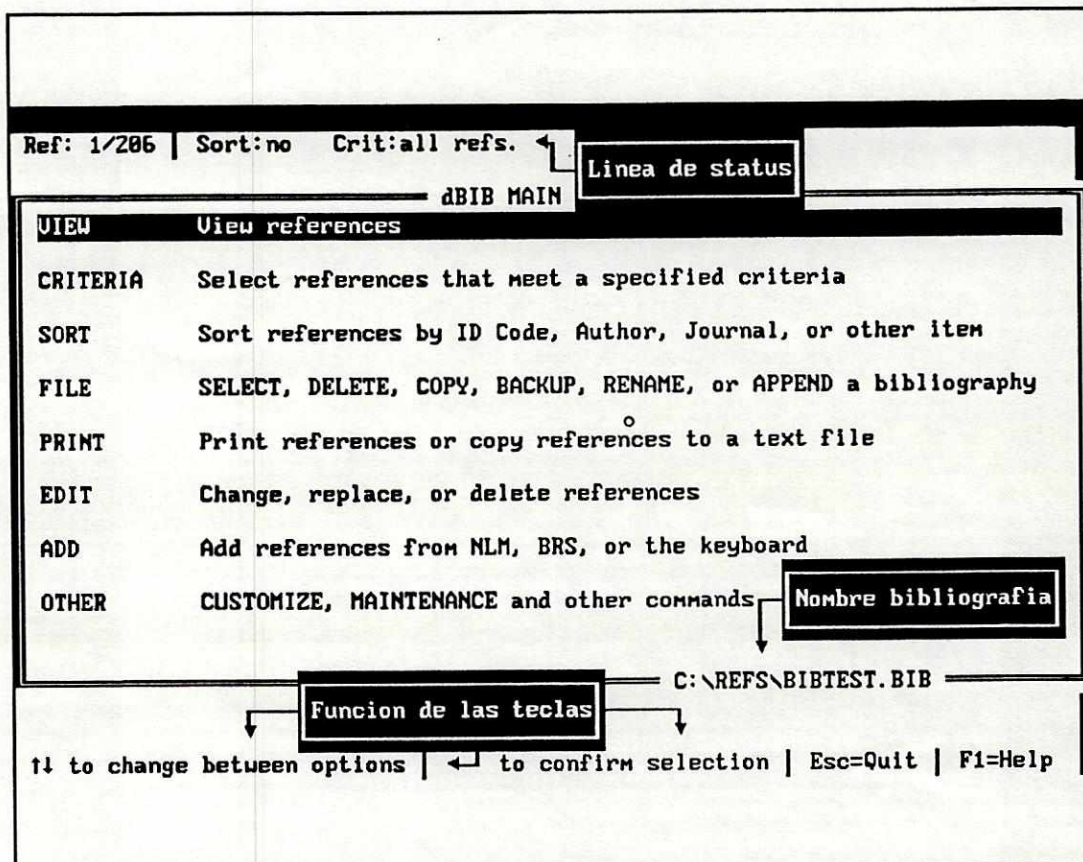 Ref: 1/206 | Sort:no Crit:all refs.
Linea de status
dBIB MAIN
VIEW View references
CRITERIA Select references that meet a specified criteria
SORT Sort references by ID Code, Author, Journal, or other item
FILE SELECT, DELETE, COPY, BACKUP, RENAME, or APPEND a bibliography
PRINT Print references or copy references to a text file
EDIT Change, replace, or delete references
ADD Add references from NLM, BRS, or the keyboard
OTHER CUSTOMIZE, MAINTENANCE and other commands
Nombre bibliografia
C:\REFS\BIBTEST.BIB
Funcion de las teclas
↑↓ to change between options | ↵ to confirm selection | Esc=Quit | F1=Help